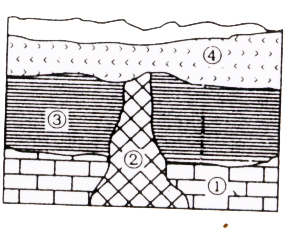 ④
③
②
①